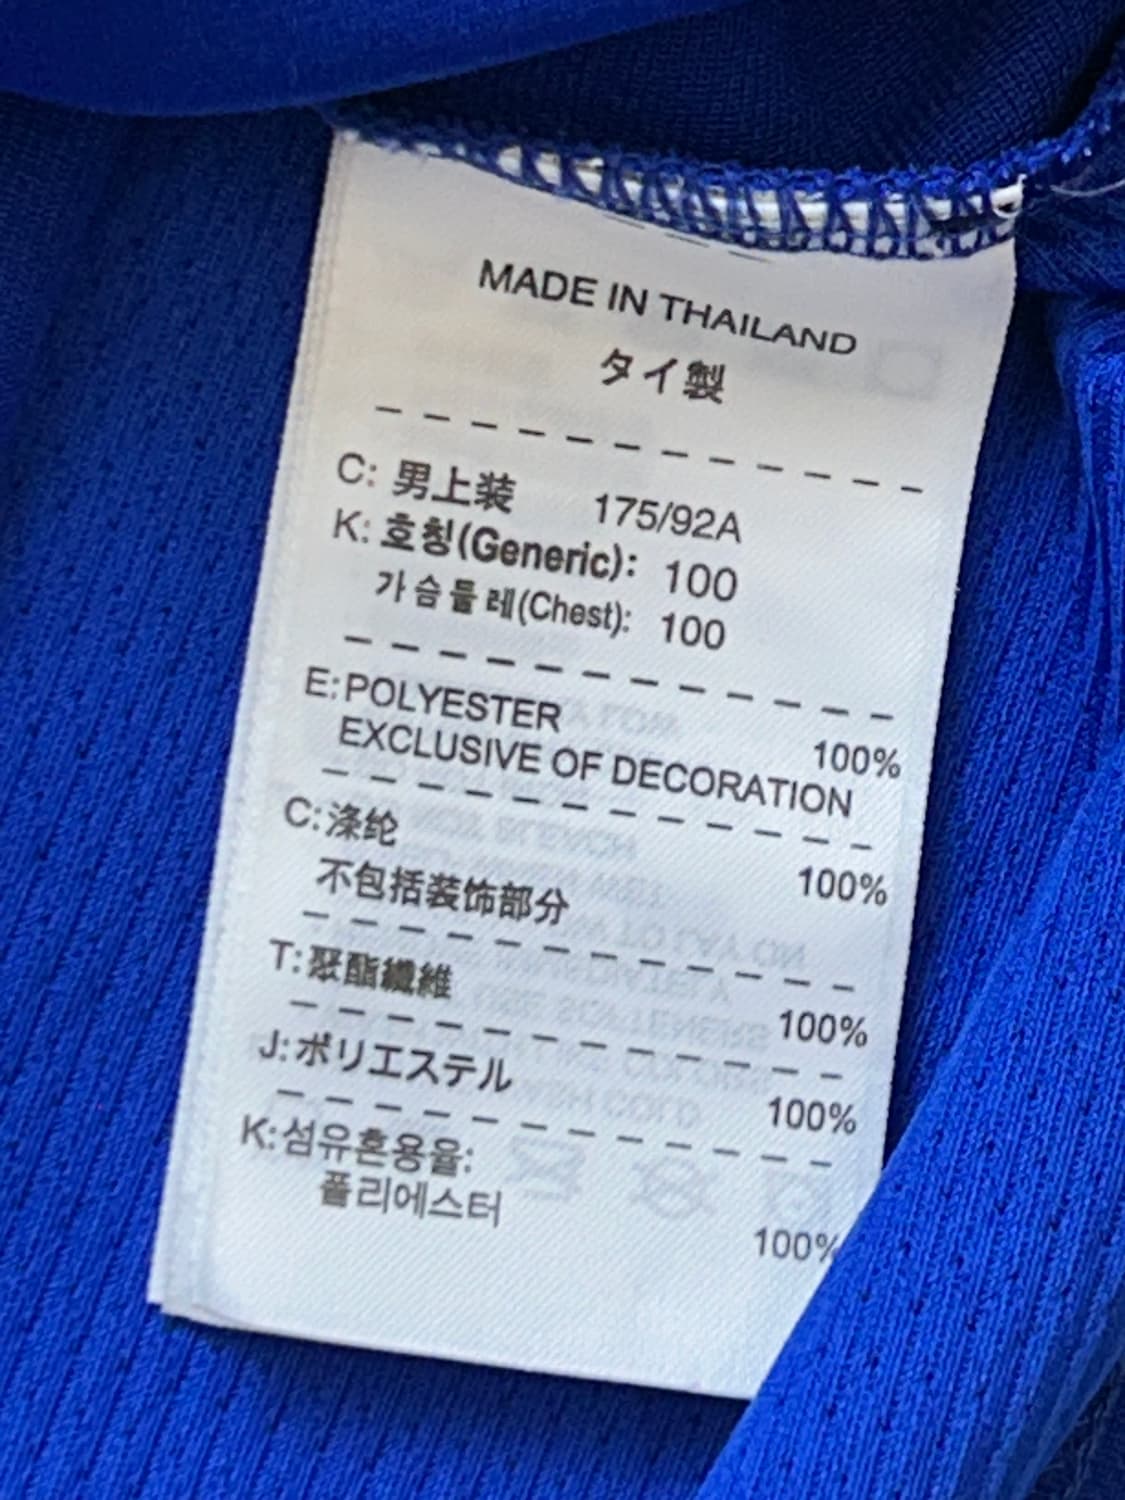 MADE IN THAILAND
タイ製
C: 男上装 175/92A
K: 호칭(Generic): 100
가슴둘레(Chest): 100
E:POLYESTER 100%
EXCLUSIVE OF DECORATION
C:涤纶 100%
不包括装饰部分
T:聚酯纖維 100%
J:ポリエステル 100%
K:섬유혼용율:
폴리에스터 100%